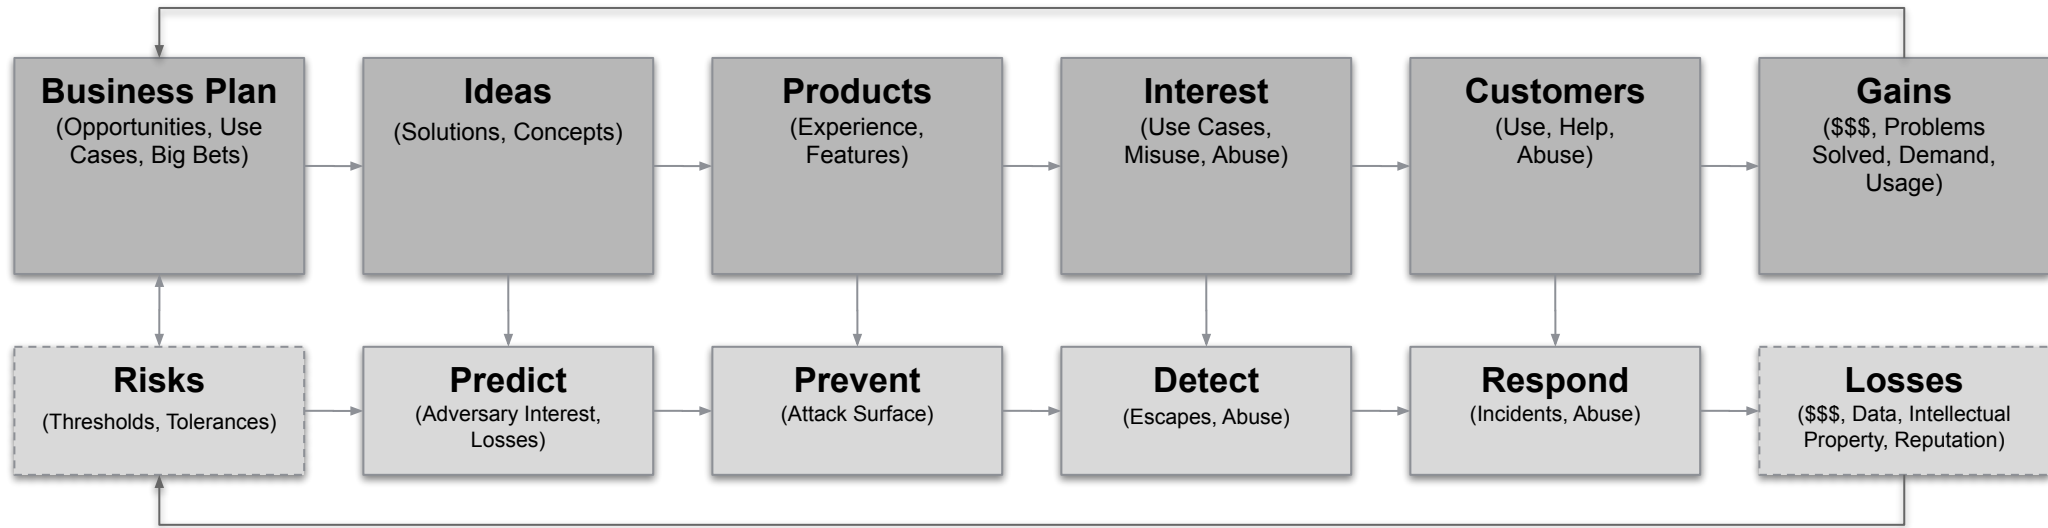 Business Plan
(Opportunities, Use
Cases, Big Bets)
Ideas
(Solutions, Concepts)
Products
(Experience,
Features)
Interest
(Use Cases,
Misuse, Abuse)
Customers
(Use, Help,
Abuse)
Gains
($$$, Problems
Solved, Demand,
Usage)
Risks
(Thresholds, Tolerances)
Predict
(Adversary Interest,
Losses)
Prevent
(Attack Surface)
Detect
(Escapes, Abuse)
Respond
(Incidents, Abuse)
Losses
($$$, Data, Intellectual
Property, Reputation)